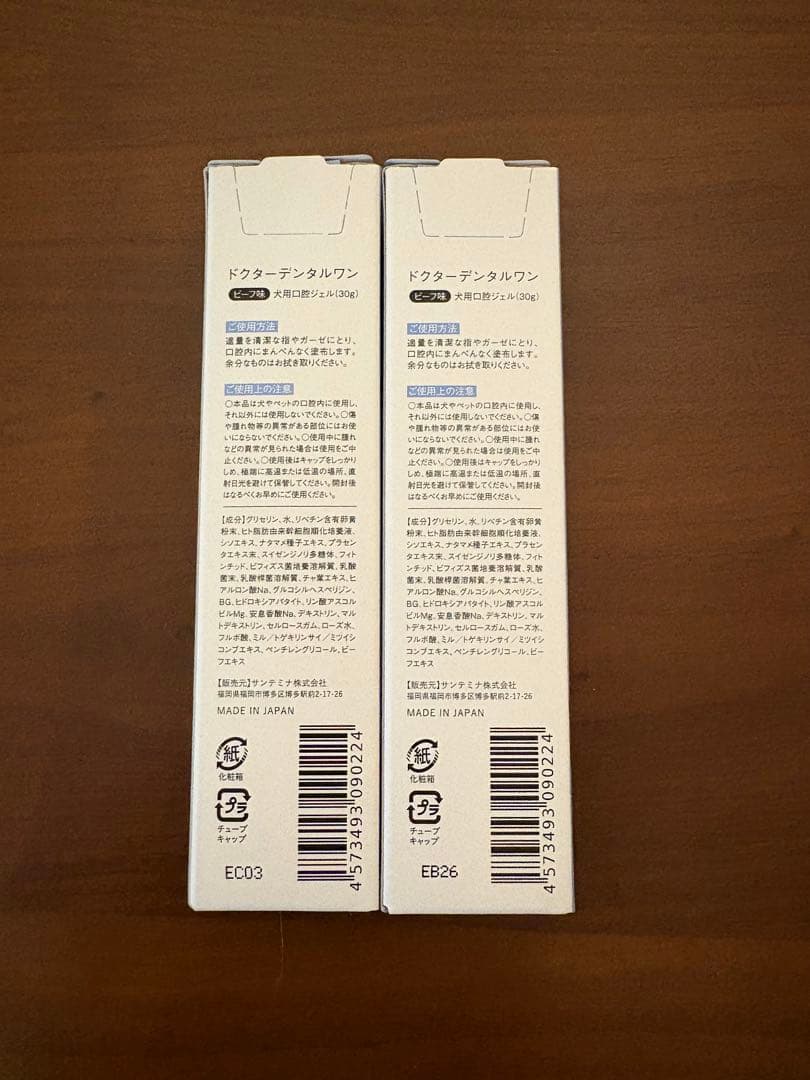 ドクターデンタルワン
ビーフ味 犬用口腔ジェル(30g)
ご使用方法
適量を清潔な指やガーゼにとり、
口腔内にまんべんなく塗布します。
余分なものはお拭き取りください。
ご使用上の注意
〇本品は犬やペットの口腔内に使用し、
それ以外には使用しないでください。〇傷
や腫れ物等の異常がある部位にはお使
いにならないでください。〇使用中に腫れ
などの異常が見られた場合は使用をご中
止ください。〇使用後はキャップをしっかり
しめ、極端に高温または低温の場所、直
射日光を避けて保管してください。開封後
はなるべくお早めにご使用ください。
【成分】グリセリン、水、リベチン含有卵黄
粉末、ヒト脂肪由来幹細胞順化培養液、
シソエキス、ナタマメ種子エキス、プラセン
タエキス末、スイゼンジノリ多糖体、フィト
ンチッド、ビフィズス菌培養溶解質、乳酸
菌末、乳酸桿菌溶解質、チャ葉エキス、ヒ
アルロン酸Na、グルコシルヘスペリジン、
BG、ヒドロキシアパタイト、リン酸アスコル
ビルMg、安息香酸Na、デキストリン、マル
トデキストリン、セルロースガム、ローズ水、
フルボ酸、ミル／トゲキリンサイ／ミツイシ
コンブエキス、ペンチレングリコール、ビー
フエキス
【販売元】サンテミナ株式会社
福岡県福岡市博多区博多駅前2-17-26
MADE IN JAPAN
紙
化粧箱
プラ
チューブ
キャップ
EC03
4573493090224
ドクターデンタルワン
ビーフ味 犬用口腔ジェル(30g)
ご使用方法
適量を清潔な指やガーゼにとり、
口腔内にまんべんなく塗布します。
余分なものはお拭き取りください。
ご使用上の注意
〇本品は犬やペットの口腔内に使用し、
それ以外には使用しないでください。〇傷
や腫れ物等の異常がある部位にはお使
いにならないでください。〇使用中に腫れ
などの異常が見られた場合は使用をご中
止ください。〇使用後はキャップをしっかり
しめ、極端に高温または低温の場所、直
射日光を避けて保管してください。開封後
はなるべくお早めにご使用ください。
【成分】グリセリン、水、リベチン含有卵黄
粉末、ヒト脂肪由来幹細胞順化培養液、
シソエキス、ナタマメ種子エキス、プラセン
タエキス末、スイゼンジノリ多糖体、フィト
ンチッド、ビフィズス菌培養溶解質、乳酸
菌末、乳酸桿菌溶解質、チャ葉エキス、ヒ
アルロン酸Na、グルコシルヘスペリジン、
BG、ヒドロキシアパタイト、リン酸アスコル
ビルMg、安息香酸Na、デキストリン、マル
トデキストリン、セルロースガム、ローズ水、
フルボ酸、ミル／トゲキリンサイ／ミツイシ
コンブエキス、ペンチレングリコール、ビー
フエキス
【販売元】サンテミナ株式会社
福岡県福岡市博多区博多駅前2-17-26
MADE IN JAPAN
紙
化粧箱
プラ
チューブ
キャップ
EB26
4573493090224